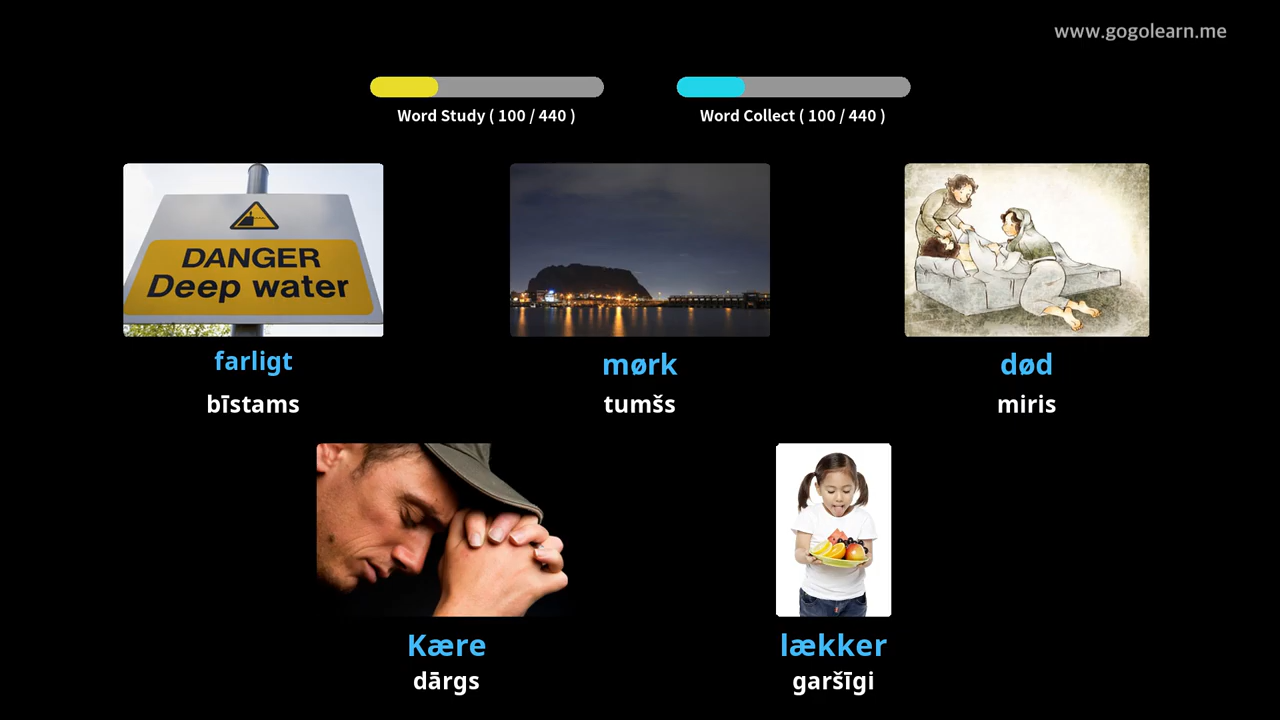 www.gogolearn.me
Word Study ( 100 / 440 )
Word Collect ( 100 / 440 )
DANGER
Deep water
farligt
bīstams
mørk
tumšs
død
miris
Kære
dārgs
lækker
garšīgi